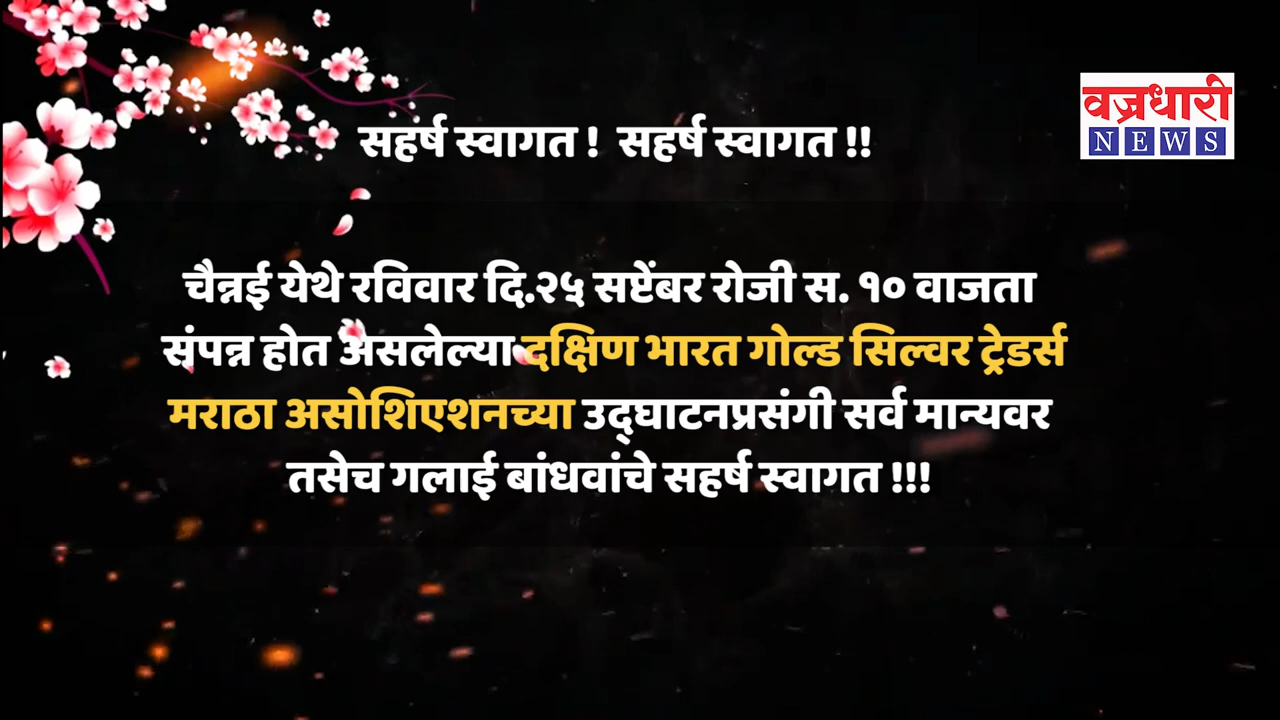 वज्रधारी
NEWS
सहर्ष स्वागत ! सहर्ष स्वागत !!
चैन्नई येथे रविवार दि.२५ सप्टेंबर रोजी स. १० वाजता
संपन्न होत असलेल्या दक्षिण भारत गोल्ड सिल्वर ट्रेडर्स
मराठा असोशिएशनच्या उद्घाटनप्रसंगी सर्व मान्यवर
तसेच गलाई बांधवांचे सहर्ष स्वागत !!!